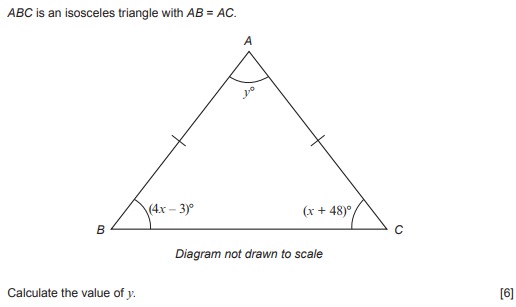 ABC is an isosceles triangle with AB = AC.
A
y°
(4x – 3)°
(x + 48)°
B
C
Diagram not drawn to scale
Calculate the value of y.
[6]